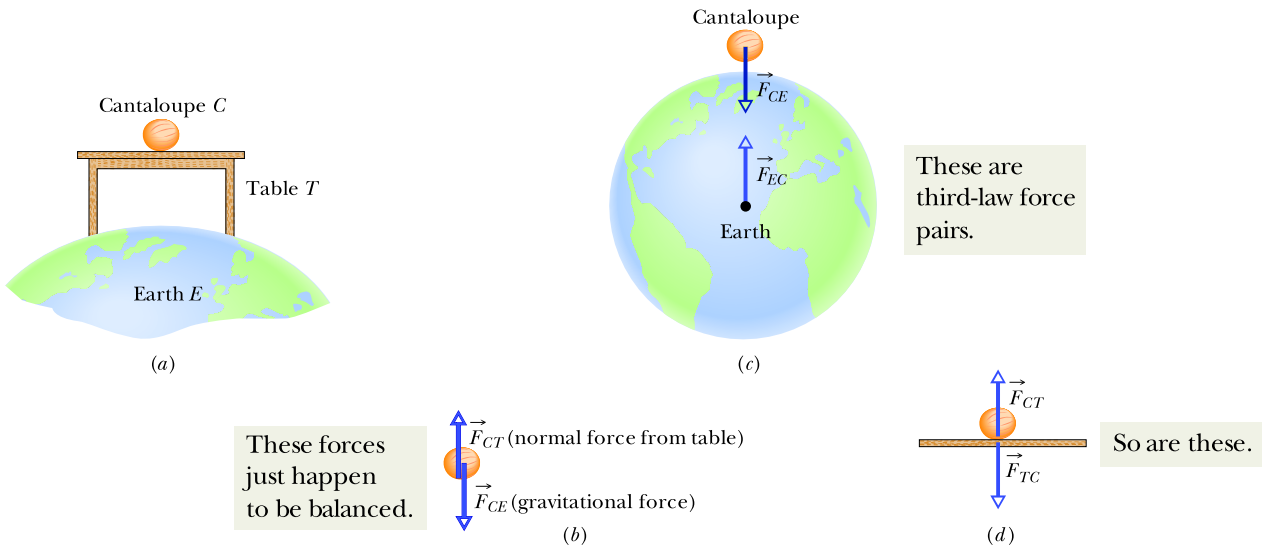 Cantaloupe C
Table T
Earth E
(a)
Cantaloupe
F⃗CE
F⃗EC
Earth
(c)
These are
third-law force
pairs.
These forces
just happen
to be balanced.
F⃗CT (normal force from table)
F⃗CE (gravitational force)
(b)
F⃗CT
F⃗TC
(d)
So are these.